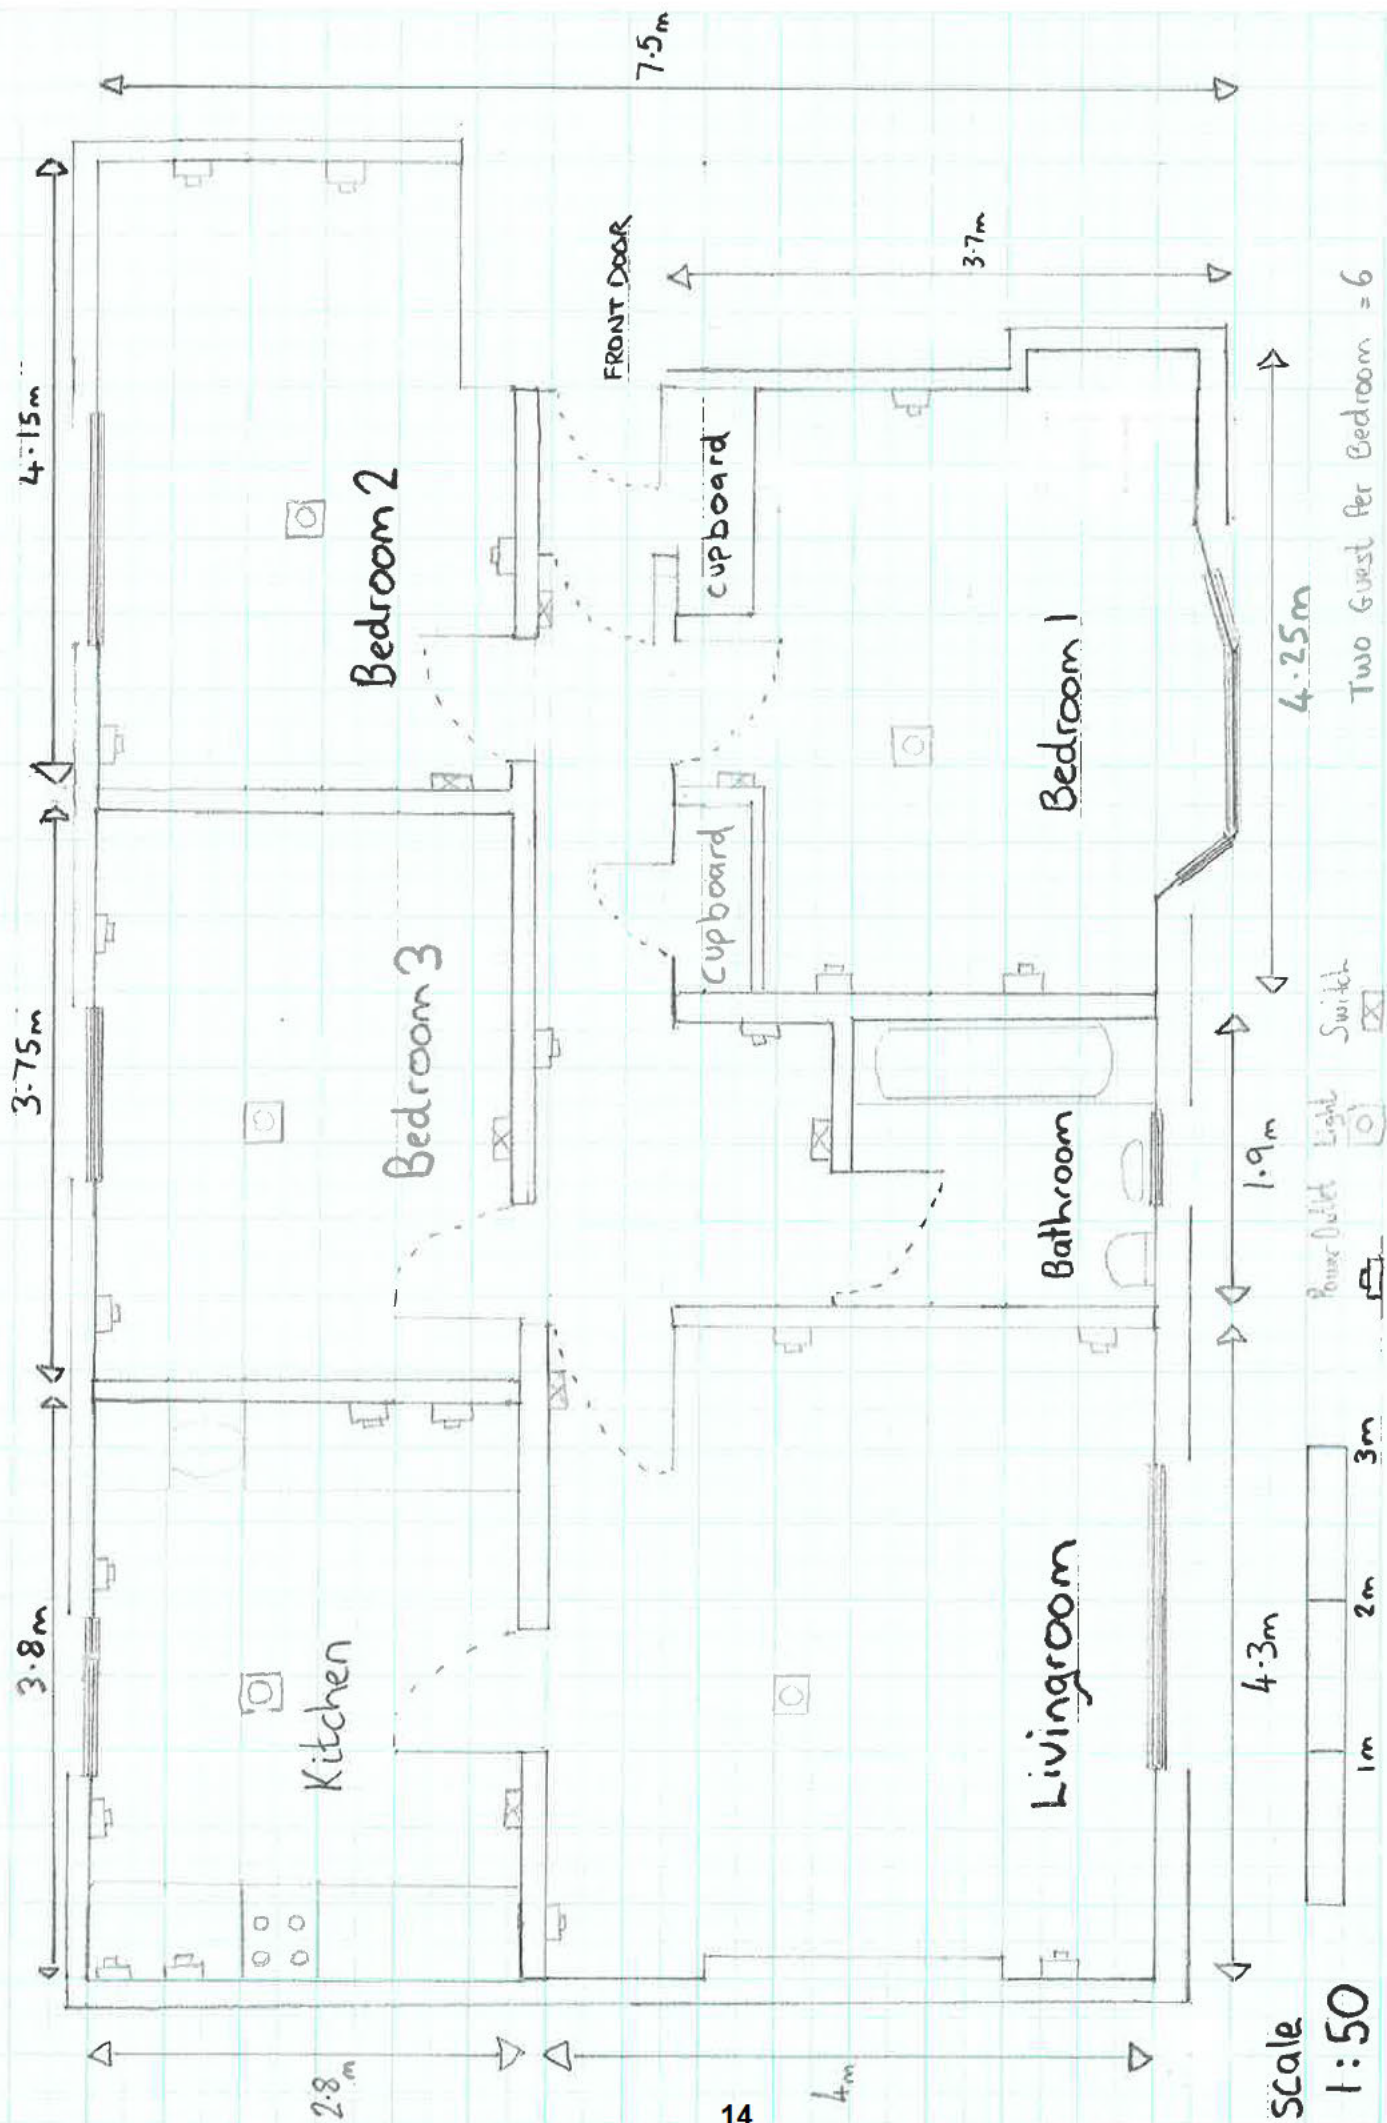 3.8m
3.75m
4.15m
7.5m
2.8m
Kitchen
Bedroom 3
Bedroom 2
FRONT DOOR
Cupboard
cupboard
3.7m
4m
Livingroom
Bathroom
Bedroom 1
4.3m
1.9m
4.25m
Scale
1:50
1m
2m
3m
Power Outlet
Light
Switch
Two Guest Per Bedroom = 6
14